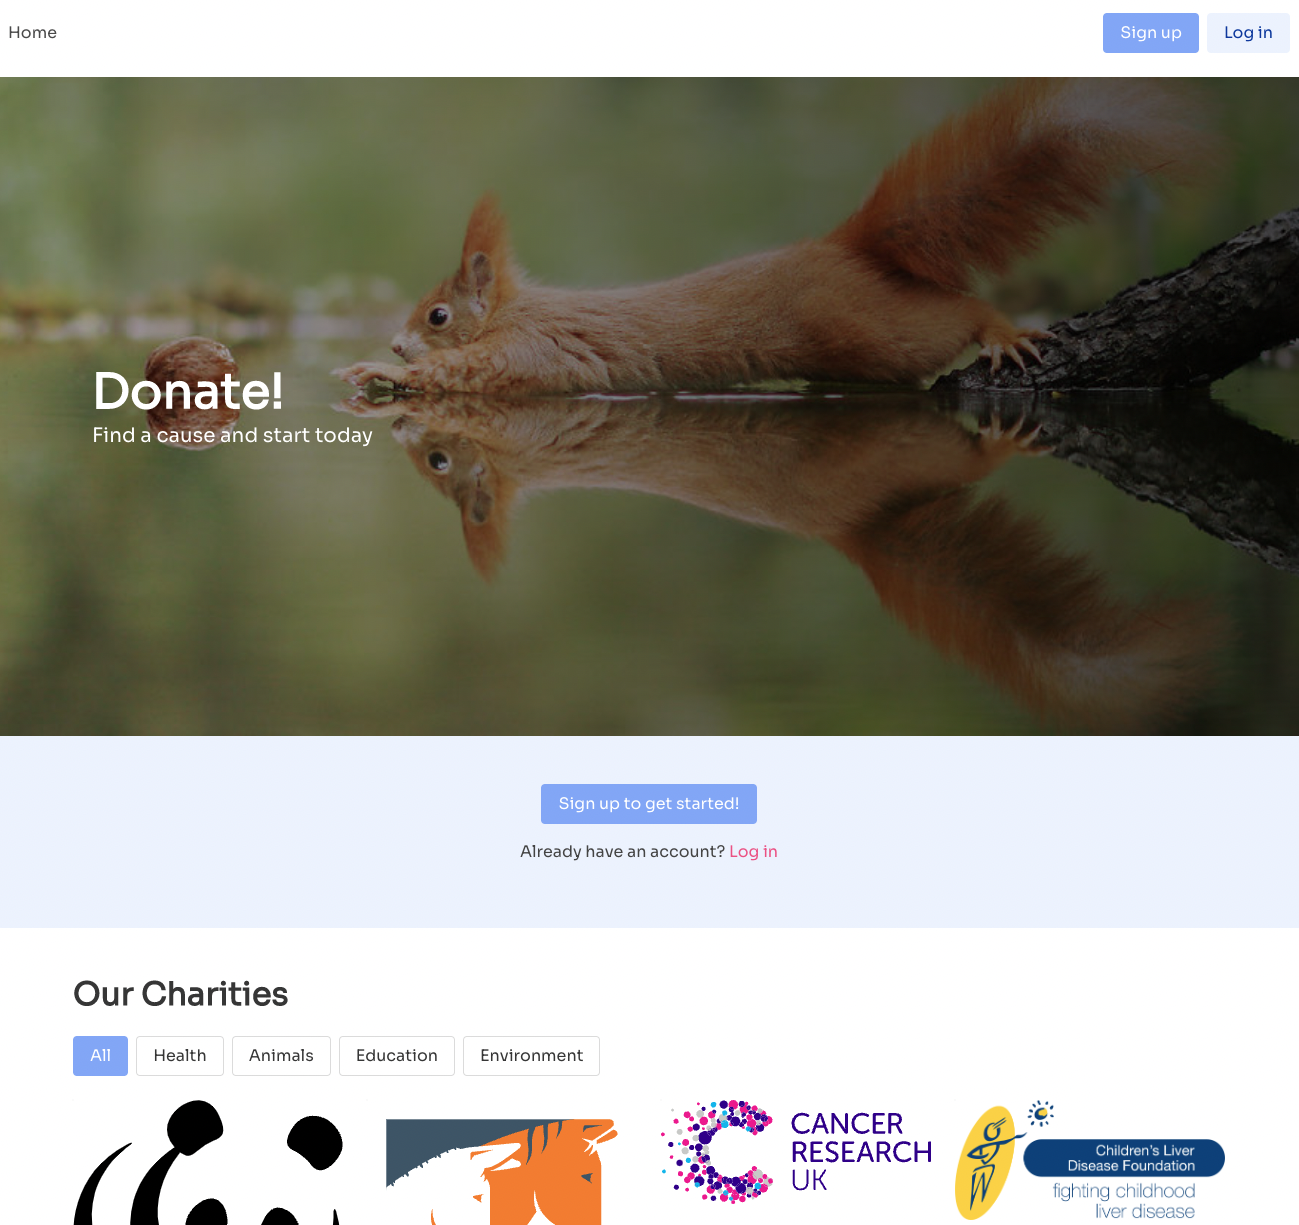 Home
Sign up
Log in
Donate!
Find a cause and start today
Sign up to get started!
Already have an account? Log in
Our Charities
All
Health
Animals
Education
Environment
CANCER
RESEARCH
UK
Children's Liver
Disease Foundation
fighting childhood
liver disease